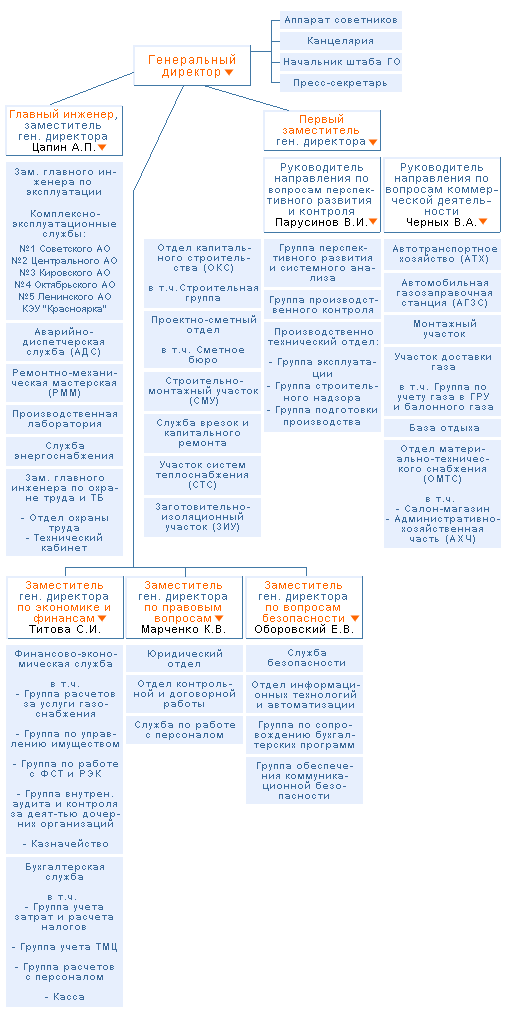 Генеральный
директор
Аппарат советников
Канцелярия
Начальник штаба ГО
Пресс-секретарь
Главный инженер,
заместитель
ген. директора
Цапин А.П.
Зам. главного ин-
женера по
эксплуатации
Комплексно-
эксплуатационные
службы:
№1 Советского АО
№2 Центрального АО
№3 Кировского АО
№4 Октябрьского АО
№5 Ленинского АО
КЭУ "Красноярка"
Аварийно-
диспетчерская
служба (АДС)
Ремонтно-механи-
ческая мастерская
(РММ)
Производственная
лаборатория
Служба
энергоснабжения
Зам. главного
инженера по охра-
не труда и ТБ
- Отдел охраны
труда
- Технический
кабинет
Отдел капиталь-
ного строитель-
ства (ОКС)
в т.ч.Строительная
группа
Проектно-сметный
отдел
в т.ч. Сметное
бюро
Строительно-
монтажный участок
(СМУ)
Служба врезок и
капитального
ремонта
Участок систем
теплоснабжения
(СТС)
Заготовительно-
изоляционный
участок (ЗИУ)
Первый
заместитель
ген. директора
Руководитель
направления по
вопросам перспек-
тивного развития
и контроля
Парусинов В.И.
Группа перспек-
тивного развития
и системного ана-
лиза
Группа производст-
венного контроля
Производственно
технический отдел:
- Группа эксплуата-
ции
- Группа строитель-
ного надзора
- Группа подготовки
производства
Руководитель
направления по
вопросам коммер-
ческой деятель-
ности
Черных В.А.
Автотранспортное
хозяйство (АТХ)
Автомобильная
газозаправочная
станция (АГЗС)
Монтажный
участок
Участок доставки
газа
в т.ч. Группа по
учету газа в ГРУ
и балонного газа
База отдыха
Отдел матери-
ально-техничес-
кого снабжения
(ОМТС)
в т.ч.
- Салон-магазин
- Административно-
хозяйственная
часть (АХЧ)
Заместитель
ген. директора
по экономике и
финансам
Титова С.И.
Финансово-эконо-
мическая служба
в т.ч.
- Группа расчетов
за услуги газо-
снабжения
- Группа по управ-
лению имуществом
- Группа по работе
с ФСТ и РЭК
- Группа внутрен.
аудита и контроля
за деят-тью дочер-
них организаций
- Казначейство
Бухгалтерская
служба
в т.ч.
- Группа учета
затрат и расчета
налогов
- Группа учета ТМЦ
- Группа расчетов
с персоналом
- Касса
Заместитель
ген. директора
по правовым
вопросам
Марченко К.В.
Юридический
отдел
Отдел контроль-
ной и договорной
работы
Служба по работе
с персоналом
Заместитель
ген. директора
по вопросам
безопасности
Оборовский Е.В.
Служба
безопасности
Отдел информаци-
онных технологий
и автоматизации
Группа по сопро-
вождению бухгал-
терских программ
Группа обеспече-
ния коммуника-
ционной безо-
пасности